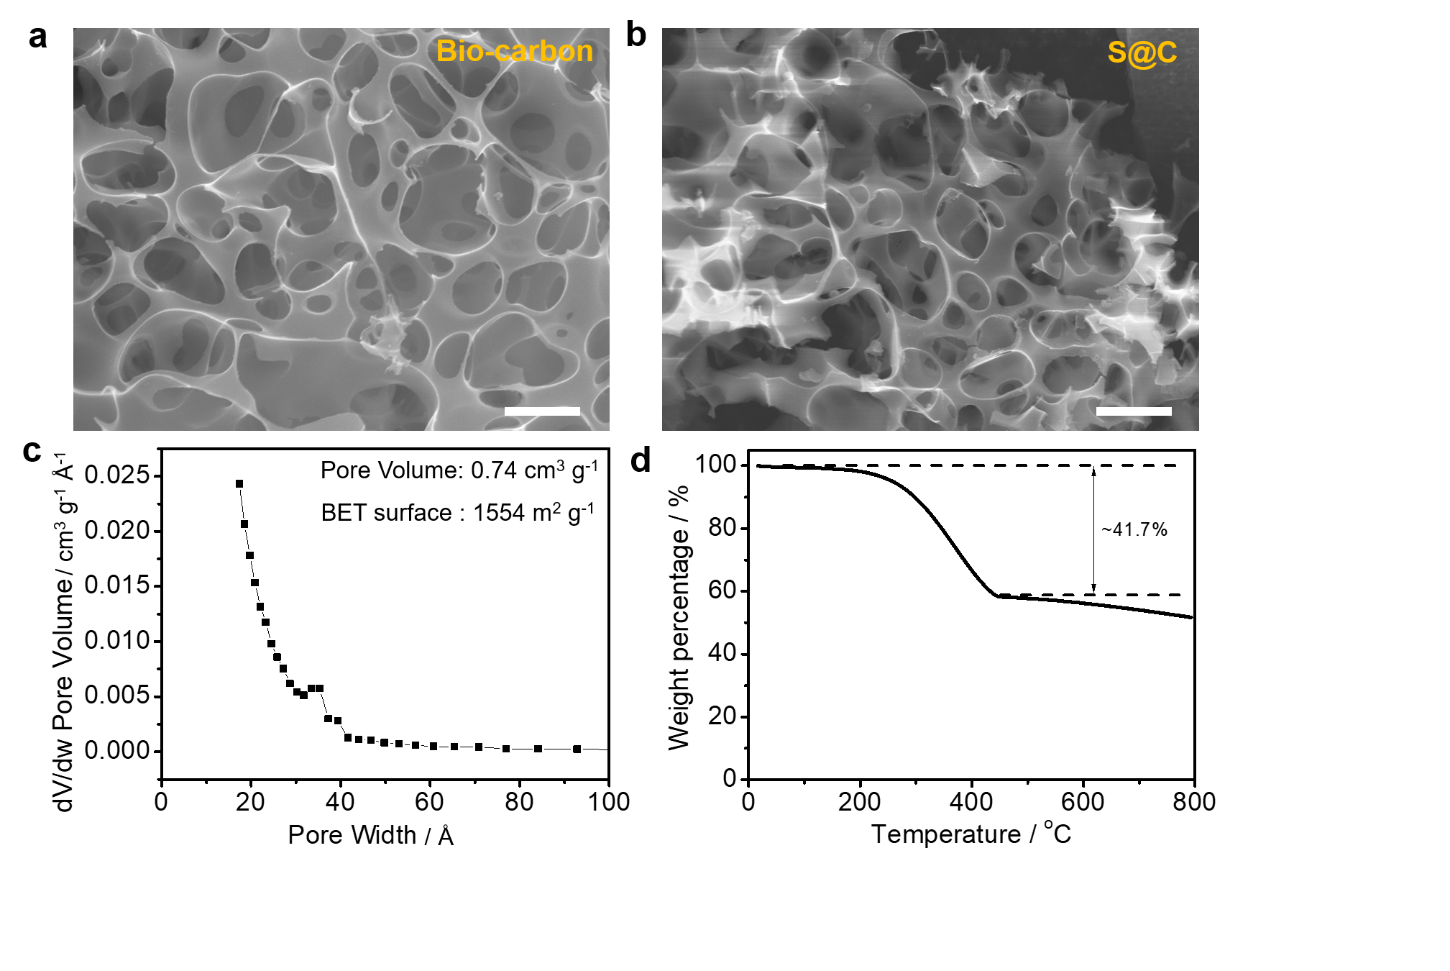 a
Bio-carbon
b
S@C
c
dV/dw Pore Volume / cm³ g⁻¹ Å⁻¹
0.025
0.020
0.015
0.010
0.005
0.000
Pore Volume: 0.74 cm³ g⁻¹
BET surface : 1554 m² g⁻¹
0 20 40 60 80 100
Pore Width / Å
d
Weight percentage / %
100
80
60
40
20
0
~41.7%
0 200 400 600 800
Temperature / °C